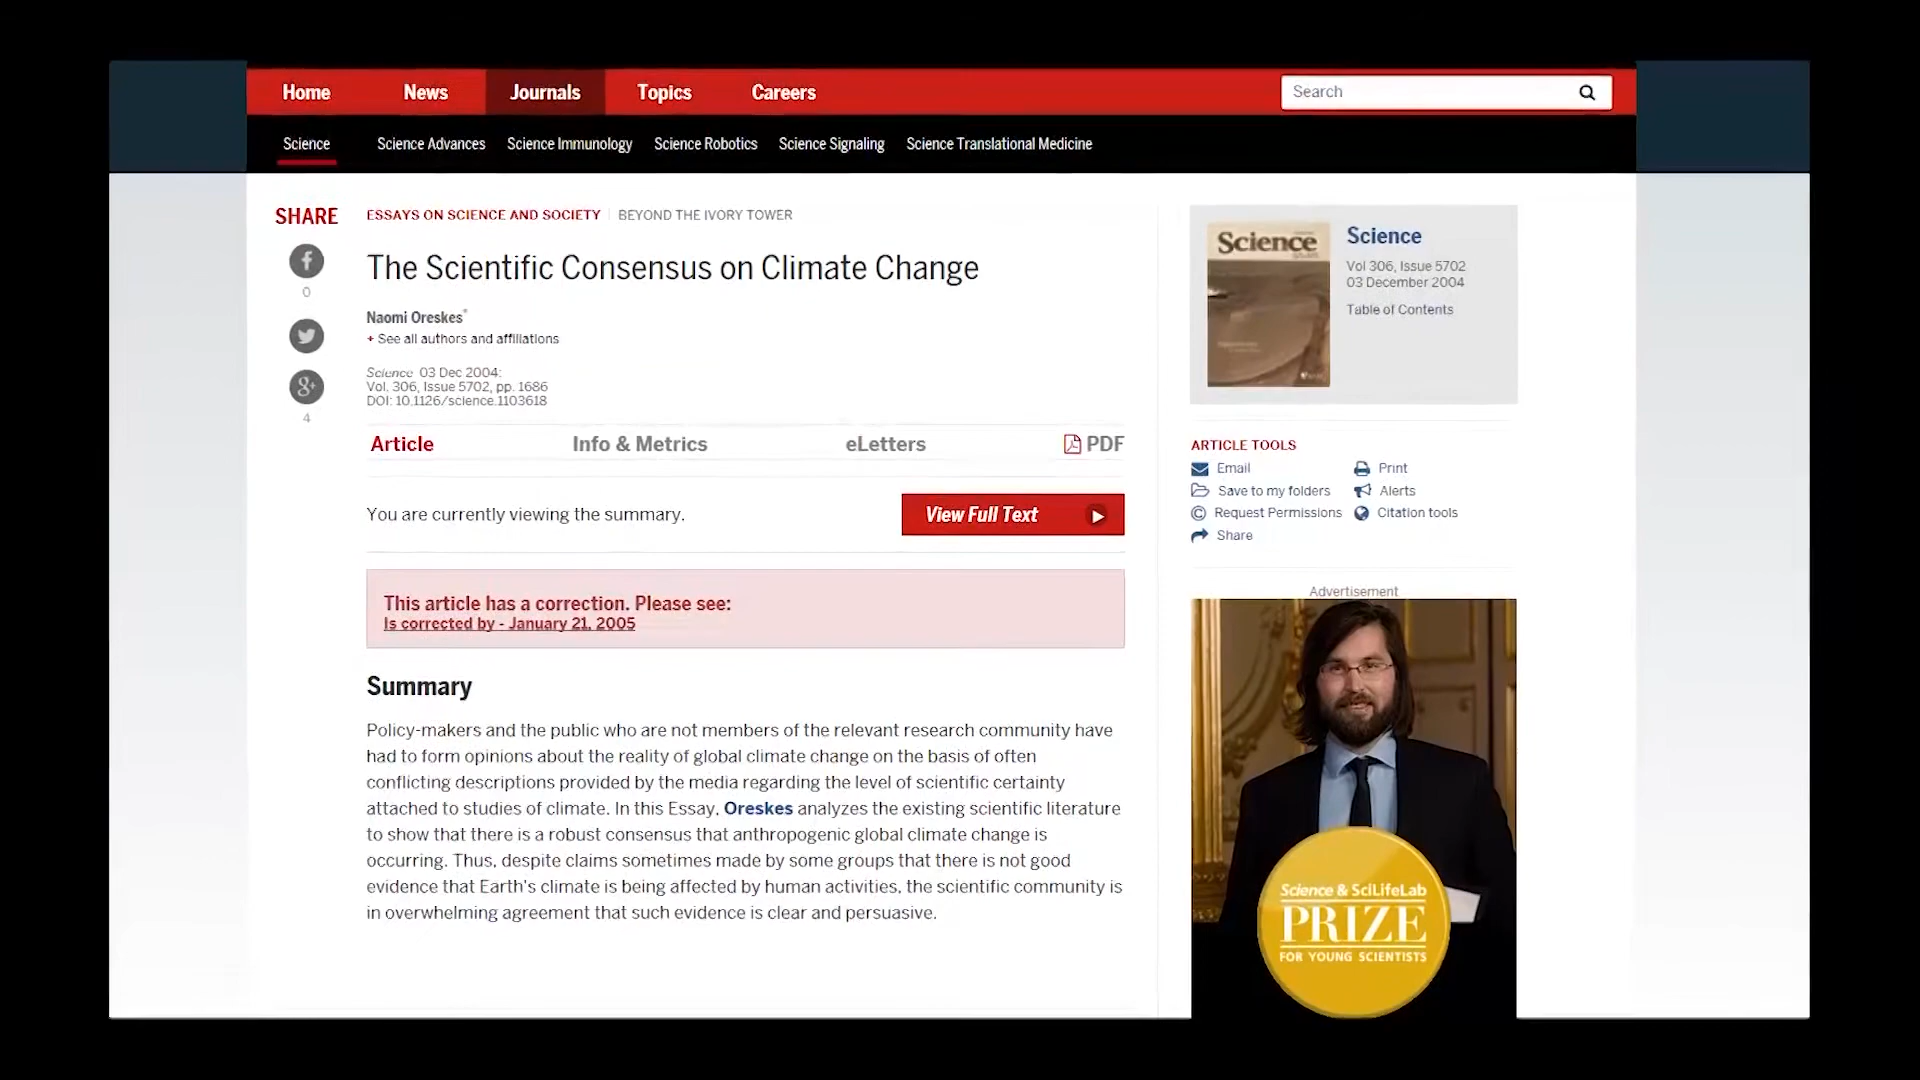 Home News Journals Topics Careers Search
Science Science Advances Science Immunology Science Robotics Science Signaling Science Translational Medicine
SHARE
0
4
ESSAYS ON SCIENCE AND SOCIETY | BEYOND THE IVORY TOWER
The Scientific Consensus on Climate Change
Naomi Oreskes*
+ See all authors and affiliations
Science 03 Dec 2004:
Vol. 306, Issue 5702, pp. 1686
DOI: 10.1126/science.1103618
Article Info & Metrics eLetters PDF
You are currently viewing the summary.
View Full Text
This article has a correction. Please see:
Is corrected by - January 21, 2005
Summary
Policy-makers and the public who are not members of the relevant research community have
had to form opinions about the reality of global climate change on the basis of often
conflicting descriptions provided by the media regarding the level of scientific certainty
attached to studies of climate. In this Essay, Oreskes analyzes the existing scientific literature
to show that there is a robust consensus that anthropogenic global climate change is
occurring. Thus, despite claims sometimes made by some groups that there is not good
evidence that Earth's climate is being affected by human activities, the scientific community is
in overwhelming agreement that such evidence is clear and persuasive.
Science
Science
Vol 306, Issue 5702
03 December 2004
Table of Contents
ARTICLE TOOLS
Email Print
Save to my folders Alerts
Request Permissions Citation tools
Share
Advertisement
Science & SciLifeLab
PRIZE
FOR YOUNG SCIENTISTS